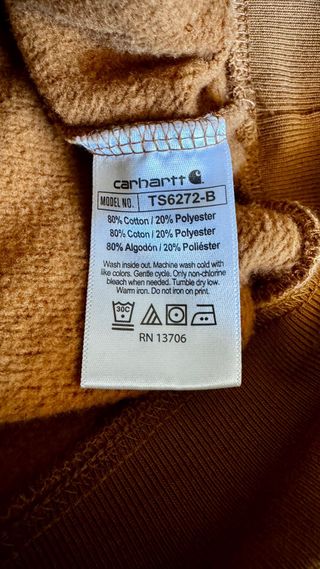 carhartt
MODEL NO. TS6272-B
80% Cotton / 20% Polyester
80% Coton / 20% Polyester
80% Algodón / 20% Poliéster
Wash inside out. Machine wash cold with
like colors. Gentle cycle. Only non-chlorine
bleach when needed. Tumble dry low.
Warm iron. Do not iron on print.
30C
RN 13706